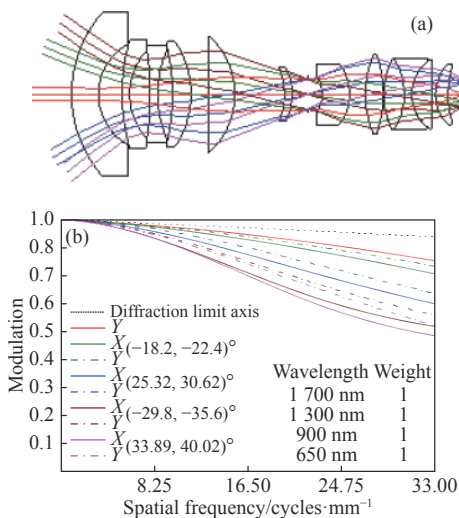 (a)
(b)
Modulation
1.0
0.9
0.8
0.7
0.6
0.5
0.4
0.3
0.2
0.1
Diffraction limit axis
Y
X
(−18.2, −22.4)°
Y
X
(25.32, 30.62)°
Y
X
(−29.8, −35.6)°
Y
X
(33.89, 40.02)°
Y
Wavelength Weight
1 700 nm 1
1 300 nm 1
900 nm 1
650 nm 1
8.25 16.50 24.75 33.00
Spatial frequency/cycles·mm⁻¹